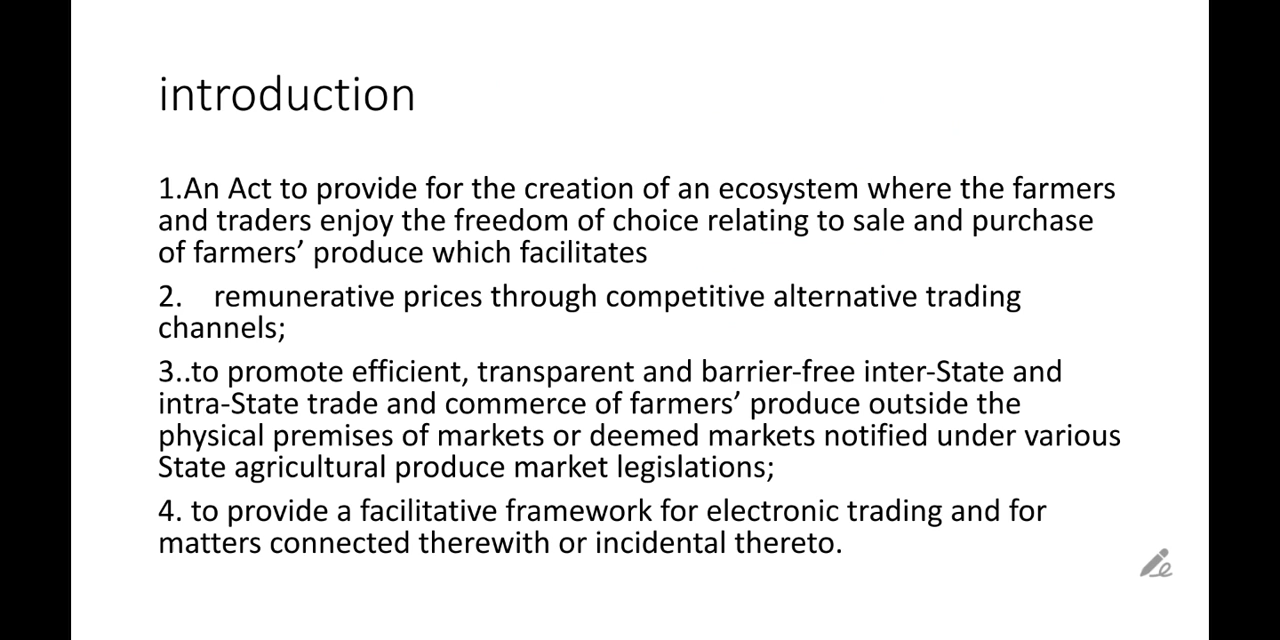 introduction
1.An Act to provide for the creation of an ecosystem where the farmers
and traders enjoy the freedom of choice relating to sale and purchase
of farmers’ produce which facilitates
2.    remunerative prices through competitive alternative trading
channels;
3..to promote efficient, transparent and barrier-free inter-State and
intra-State trade and commerce of farmers’ produce outside the
physical premises of markets or deemed markets notified under various
State agricultural produce market legislations;
4. to provide a facilitative framework for electronic trading and for
matters connected therewith or incidental thereto.